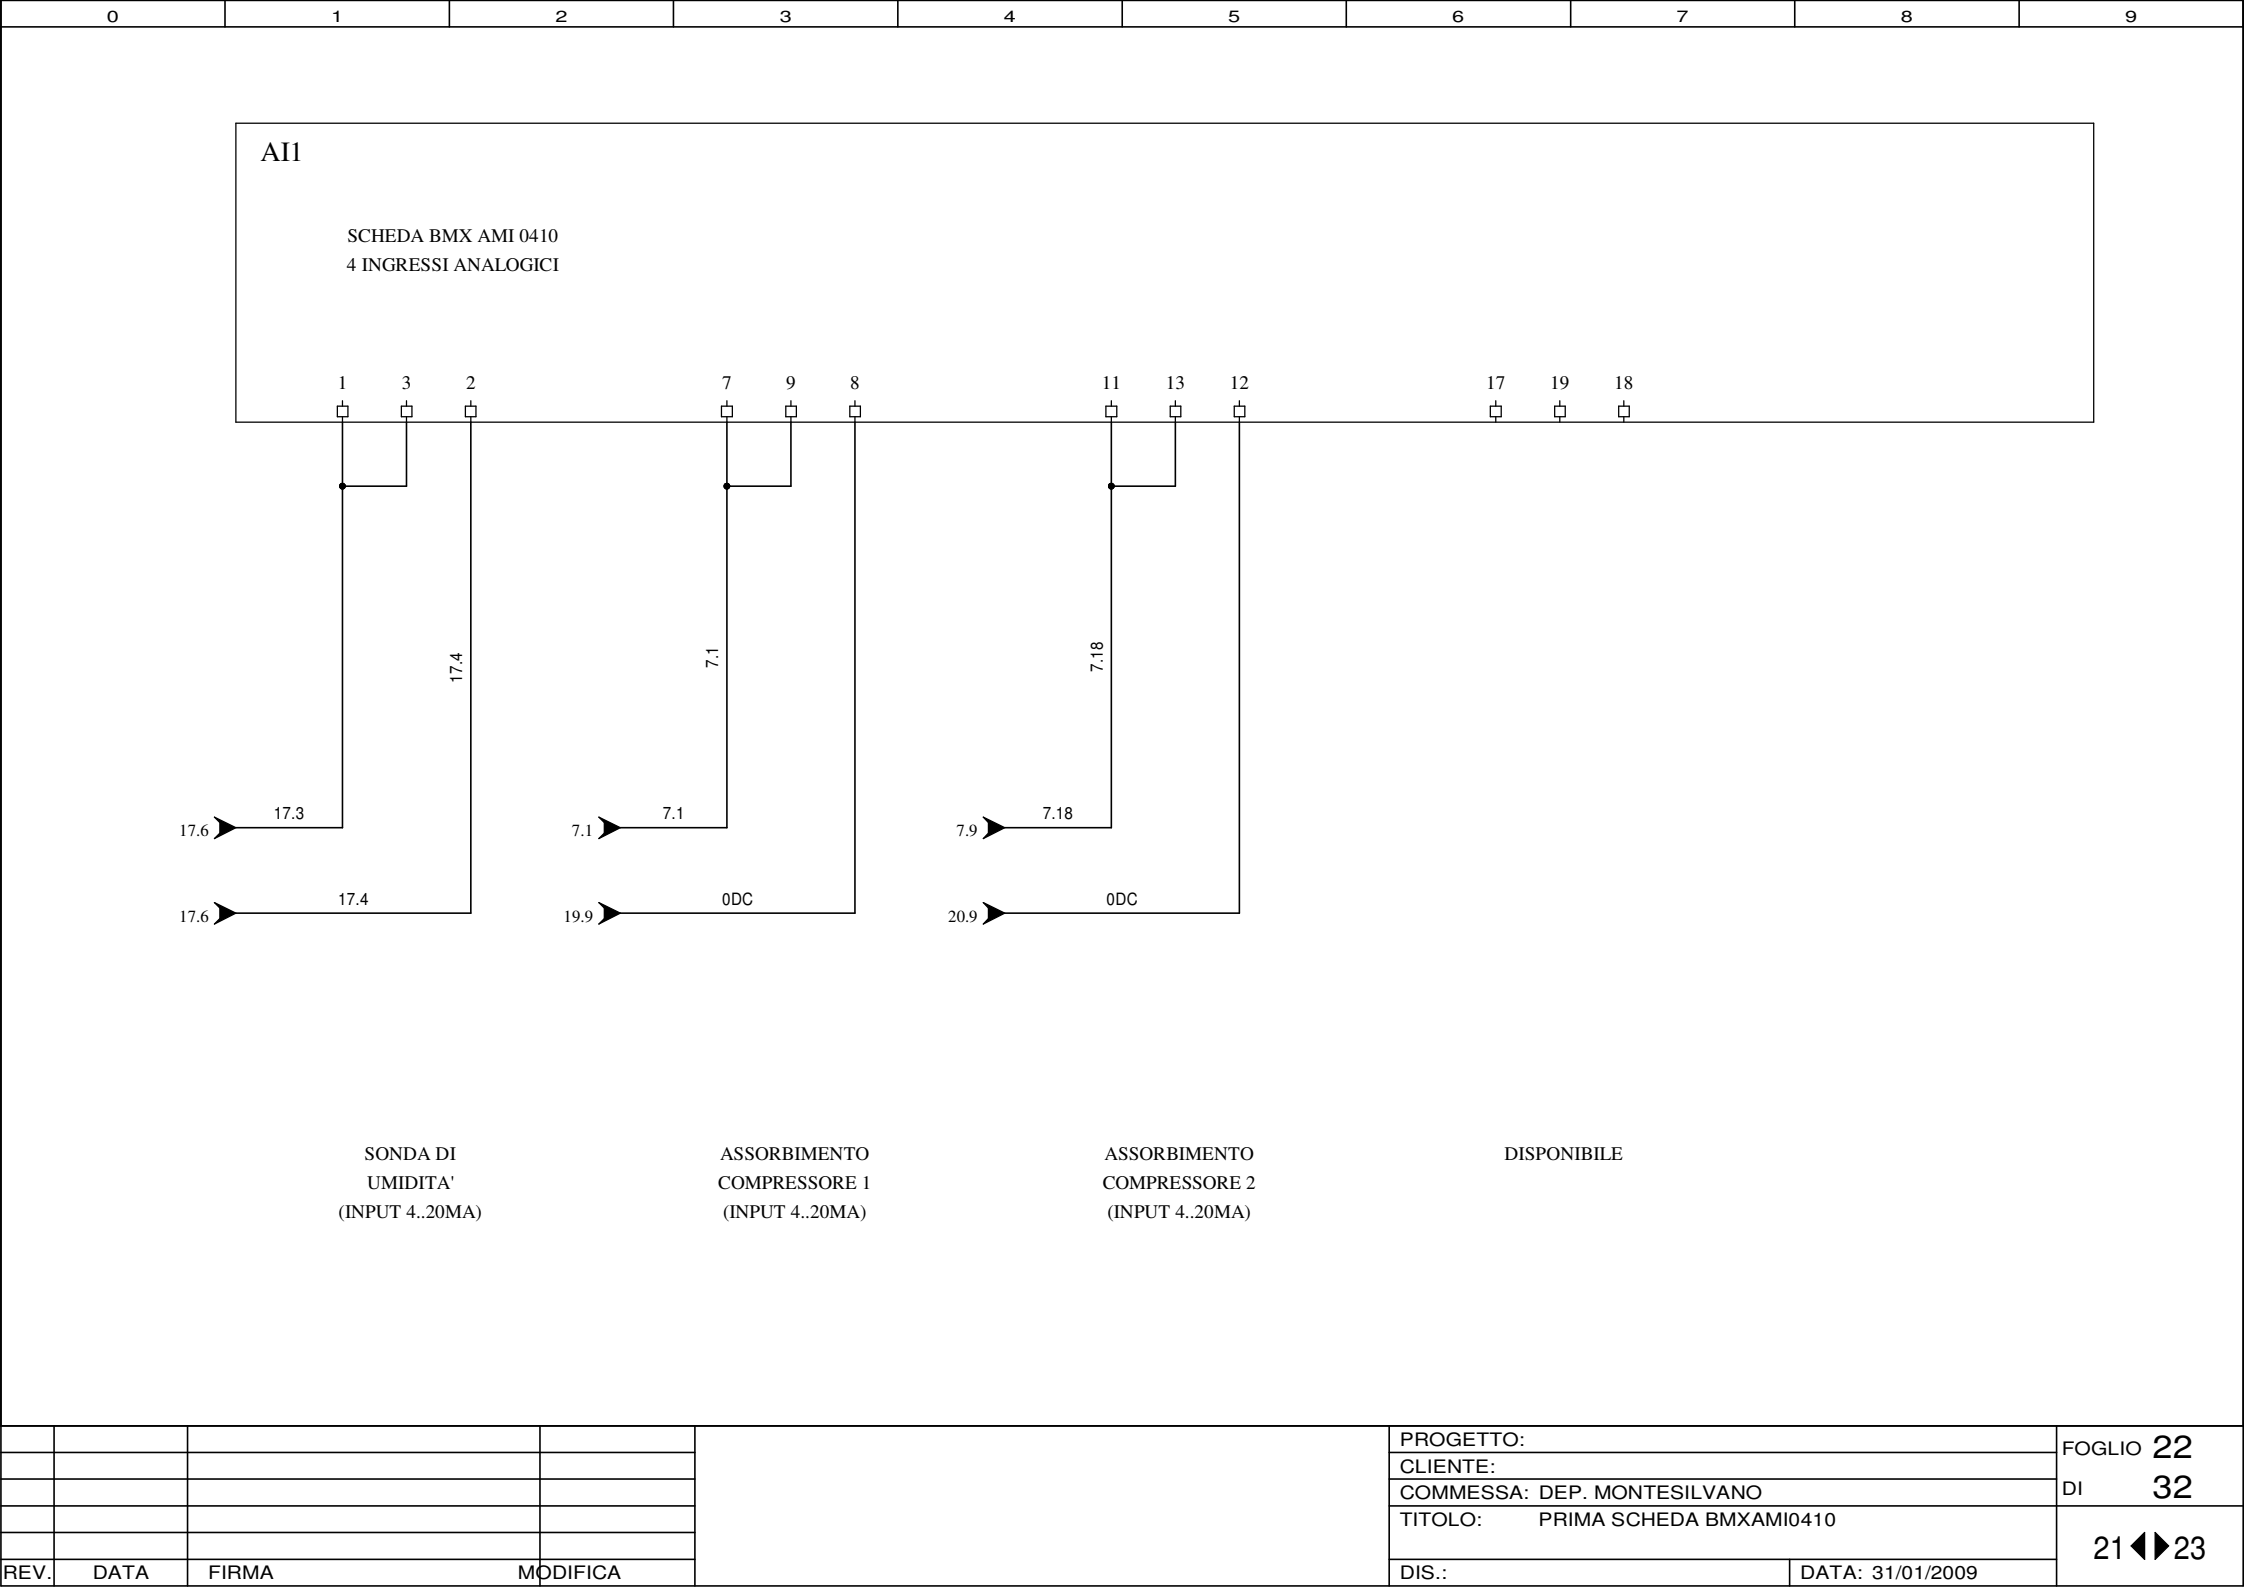 0 1 2 3 4 5 6 7 8 9
AI1
SCHEDA BMX AMI 0410
4 INGRESSI ANALOGICI
1 3 2 7 9 8 11 13 12 17 19 18
17.4 7.1 7.18
17.6 17.3 7.1 7.1 7.9 7.18
17.6 17.4 19.9 0DC 20.9 0DC
SONDA DI
UMIDITA'
(INPUT 4..20MA)
ASSORBIMENTO
COMPRESSORE 1
(INPUT 4..20MA)
ASSORBIMENTO
COMPRESSORE 2
(INPUT 4..20MA)
DISPONIBILE
REV. DATA FIRMA MODIFICA
PROGETTO:
CLIENTE:
COMMESSA: DEP. MONTESILVANO
TITOLO: PRIMA SCHEDA BMXAMI0410
DIS.: DATA: 31/01/2009
FOGLIO 22
DI 32
21 23